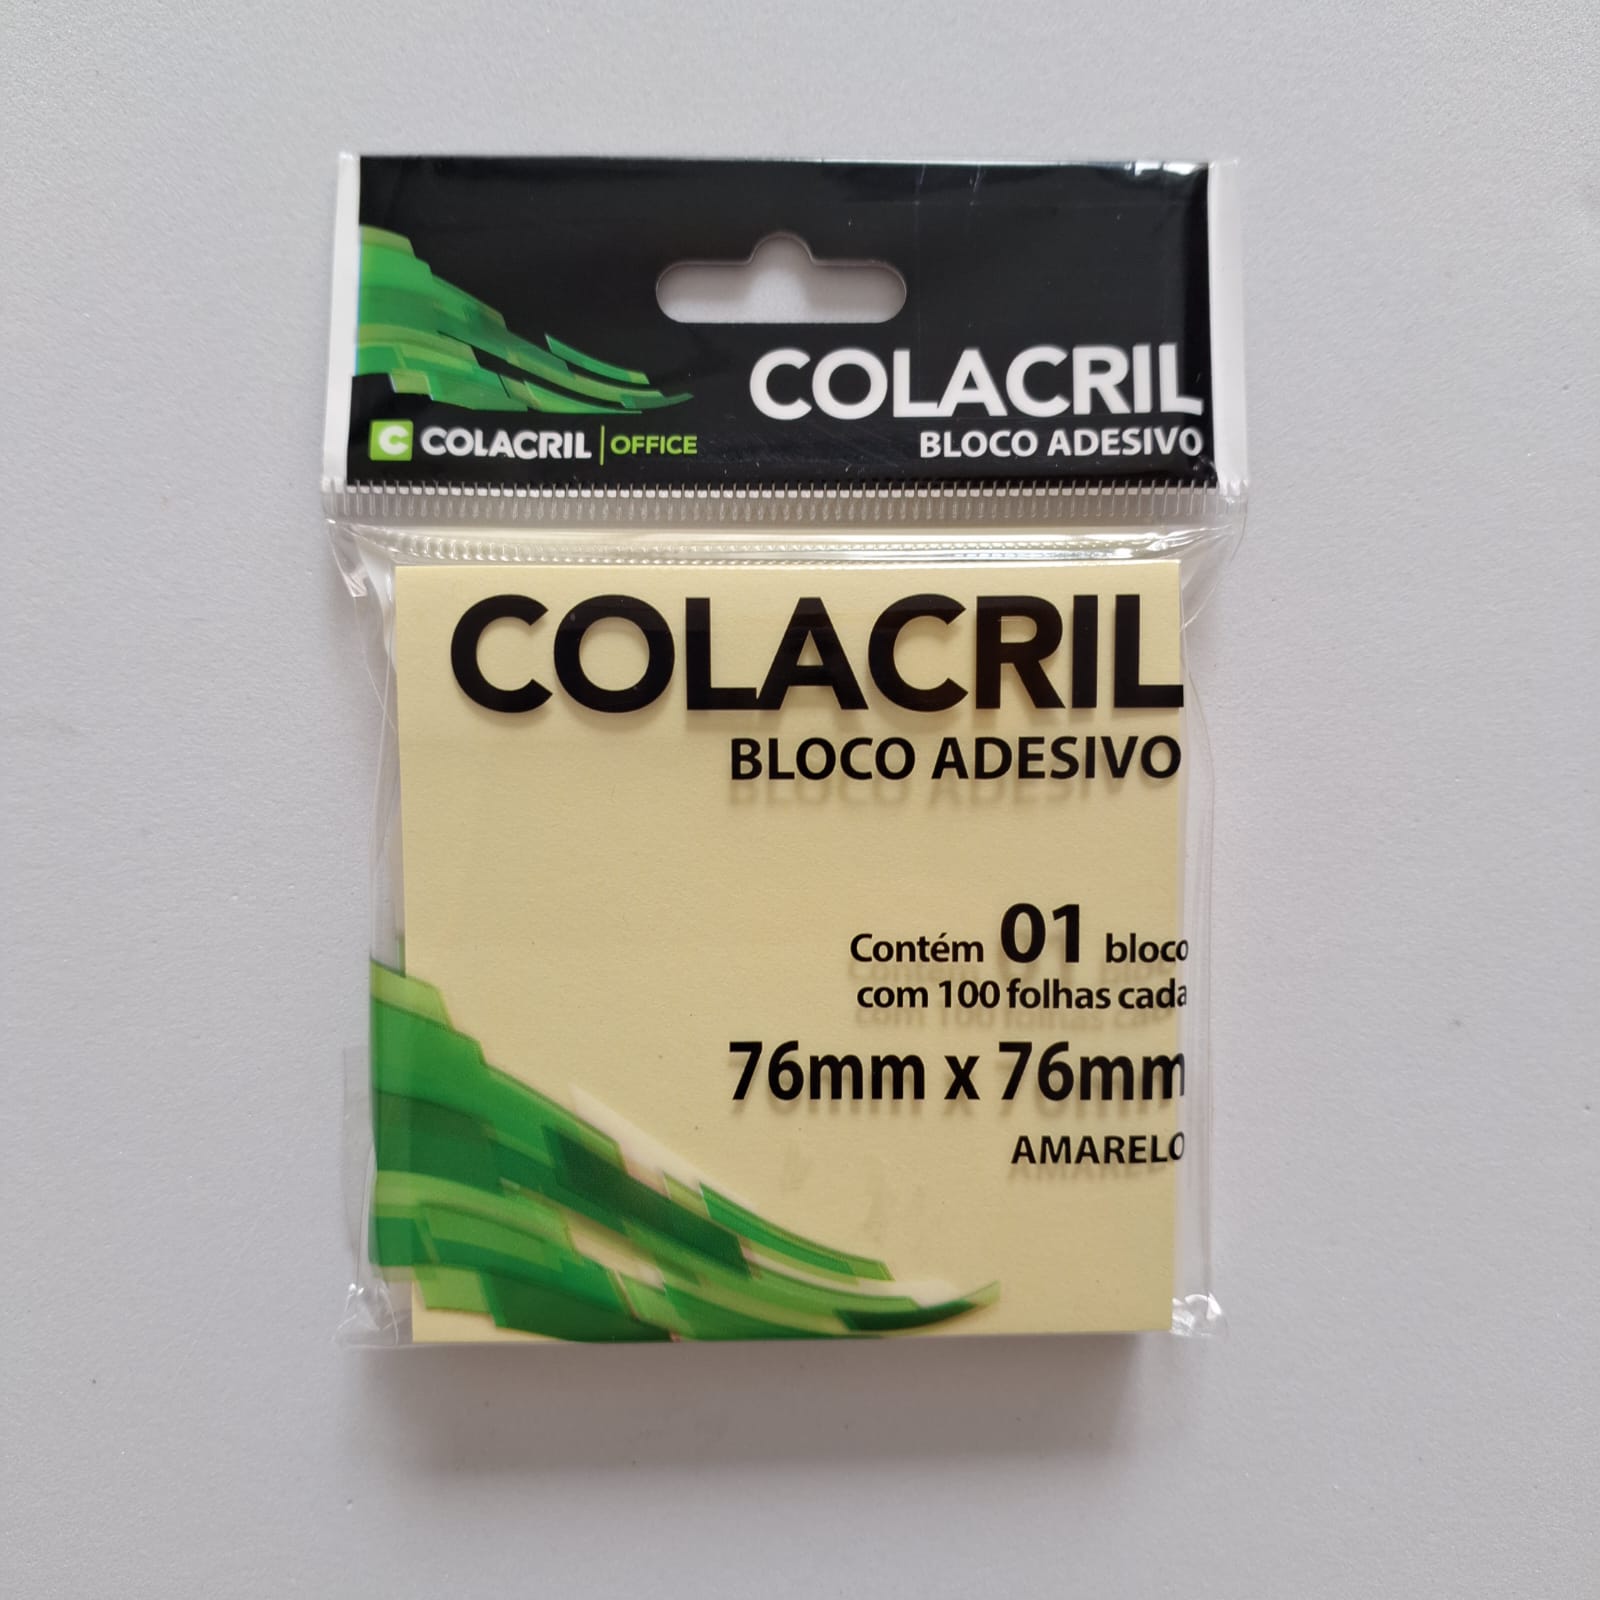 COLACRIL
BLOCO ADESIVO
C COLACRIL | OFFICE
COLACRIL
BLOCO ADESIVO
Contém 01 bloco
com 100 folhas cada
76mm x 76mm
AMARELO